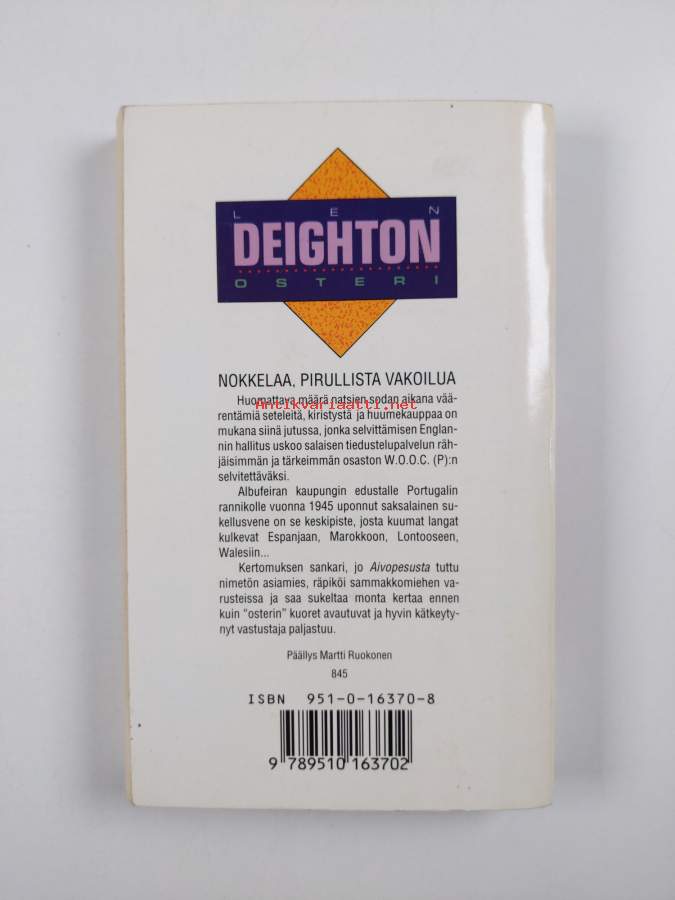 LEN
DEIGHTON
OSTERI
NOKKELAA, PIRULLISTA VAKOILUA
Huomattava määrä natsien sodan aikana vää-
rentämiä seteleitä, kiristystä ja huumekauppaa on
Antikvariaatti.net
mukana siinä jutussa, jonka selvittämisen Englan-
nin hallitus uskoo salaisen tiedustelupalvelun räh-
jäisimmän ja tärkeimmän osaston W.O.O.C. (P):n
selvitettäväksi.
Albufeiran kaupungin edustalle Portugalin
rannikolle vuonna 1945 uponnut saksalainen su-
kellusvene on se keskipiste, josta kuumat langat
kulkevat Espanjaan, Marokkoon, Lontooseen,
Walesiin...
Kertomuksen sankari, jo Aivopesusta tuttu
nimetön asiamies, räpiköi sammakkomiehen va-
rusteissa ja saa sukeltaa monta kertaa ennen
kuin "osterin" kuoret avautuvat ja hyvin kätkeyty-
nyt vastustaja paljastuu.
Päällys Martti Ruokonen
845
ISBN 951-0-16370-8
9 789510 163702